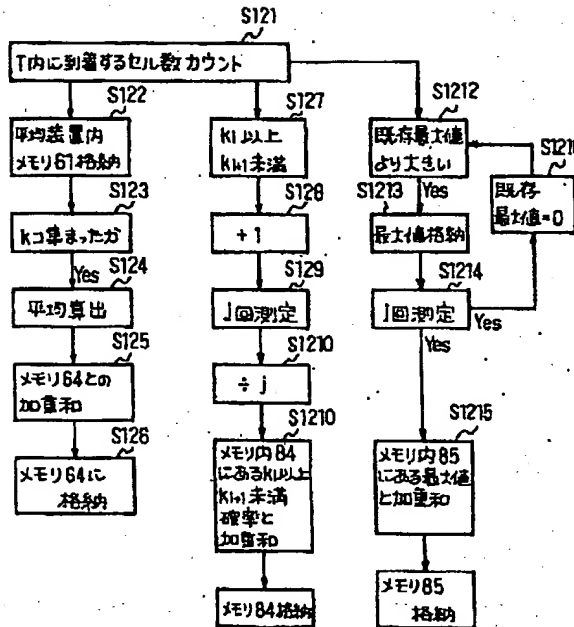 S121
T内に到着するセル数カウント
S122
平均装置内
メモリ61格納
S123
kコ集まったか
Yes
S124
平均算出
S125
メモリ64との
加重和
S126
メモリ64に
格納
S127
ki以上
ki+1未満
S128
+1
S129
J回測定
S1210
÷j
S1210
メモリ内84
にあるki以上
ki+1未満
確率と
加重和
メモリ84格納
S1212
既存最大値
より大きい
Yes
S1213
最大値格納
S1214
J回測定
Yes
Yes
S1215
メモリ内85
にある最大値
と加重和
メモリ85
格納
S1216
既存
最大値=0